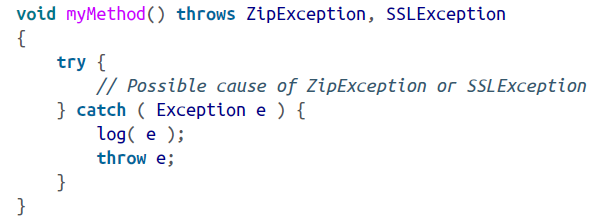 void myMethod() throws ZipException, SSLException
{
    try {
        // Possible cause of ZipException or SSLException
    } catch ( Exception e ) {
        log( e );
        throw e;
    }
}